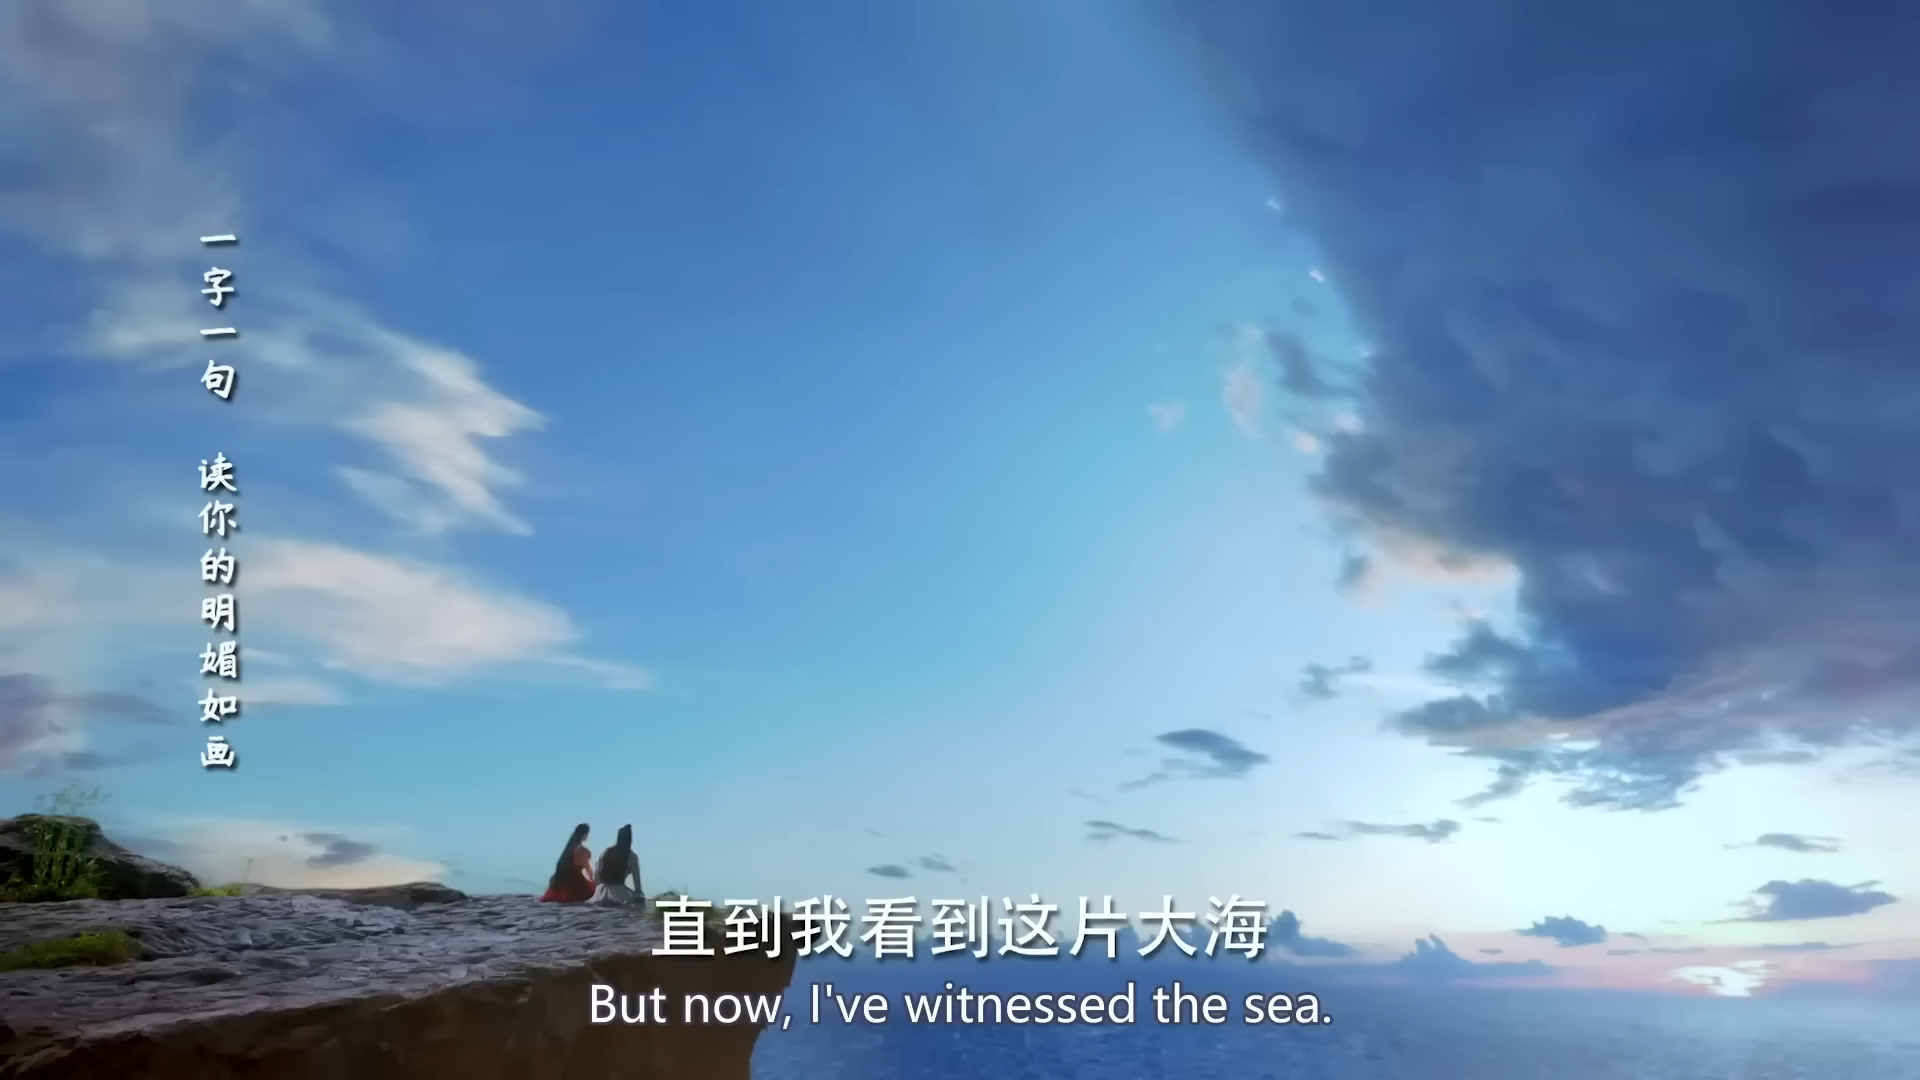 一字一句 读你的明媚如画
直到我看到这片大海
But now, I've witnessed the sea.